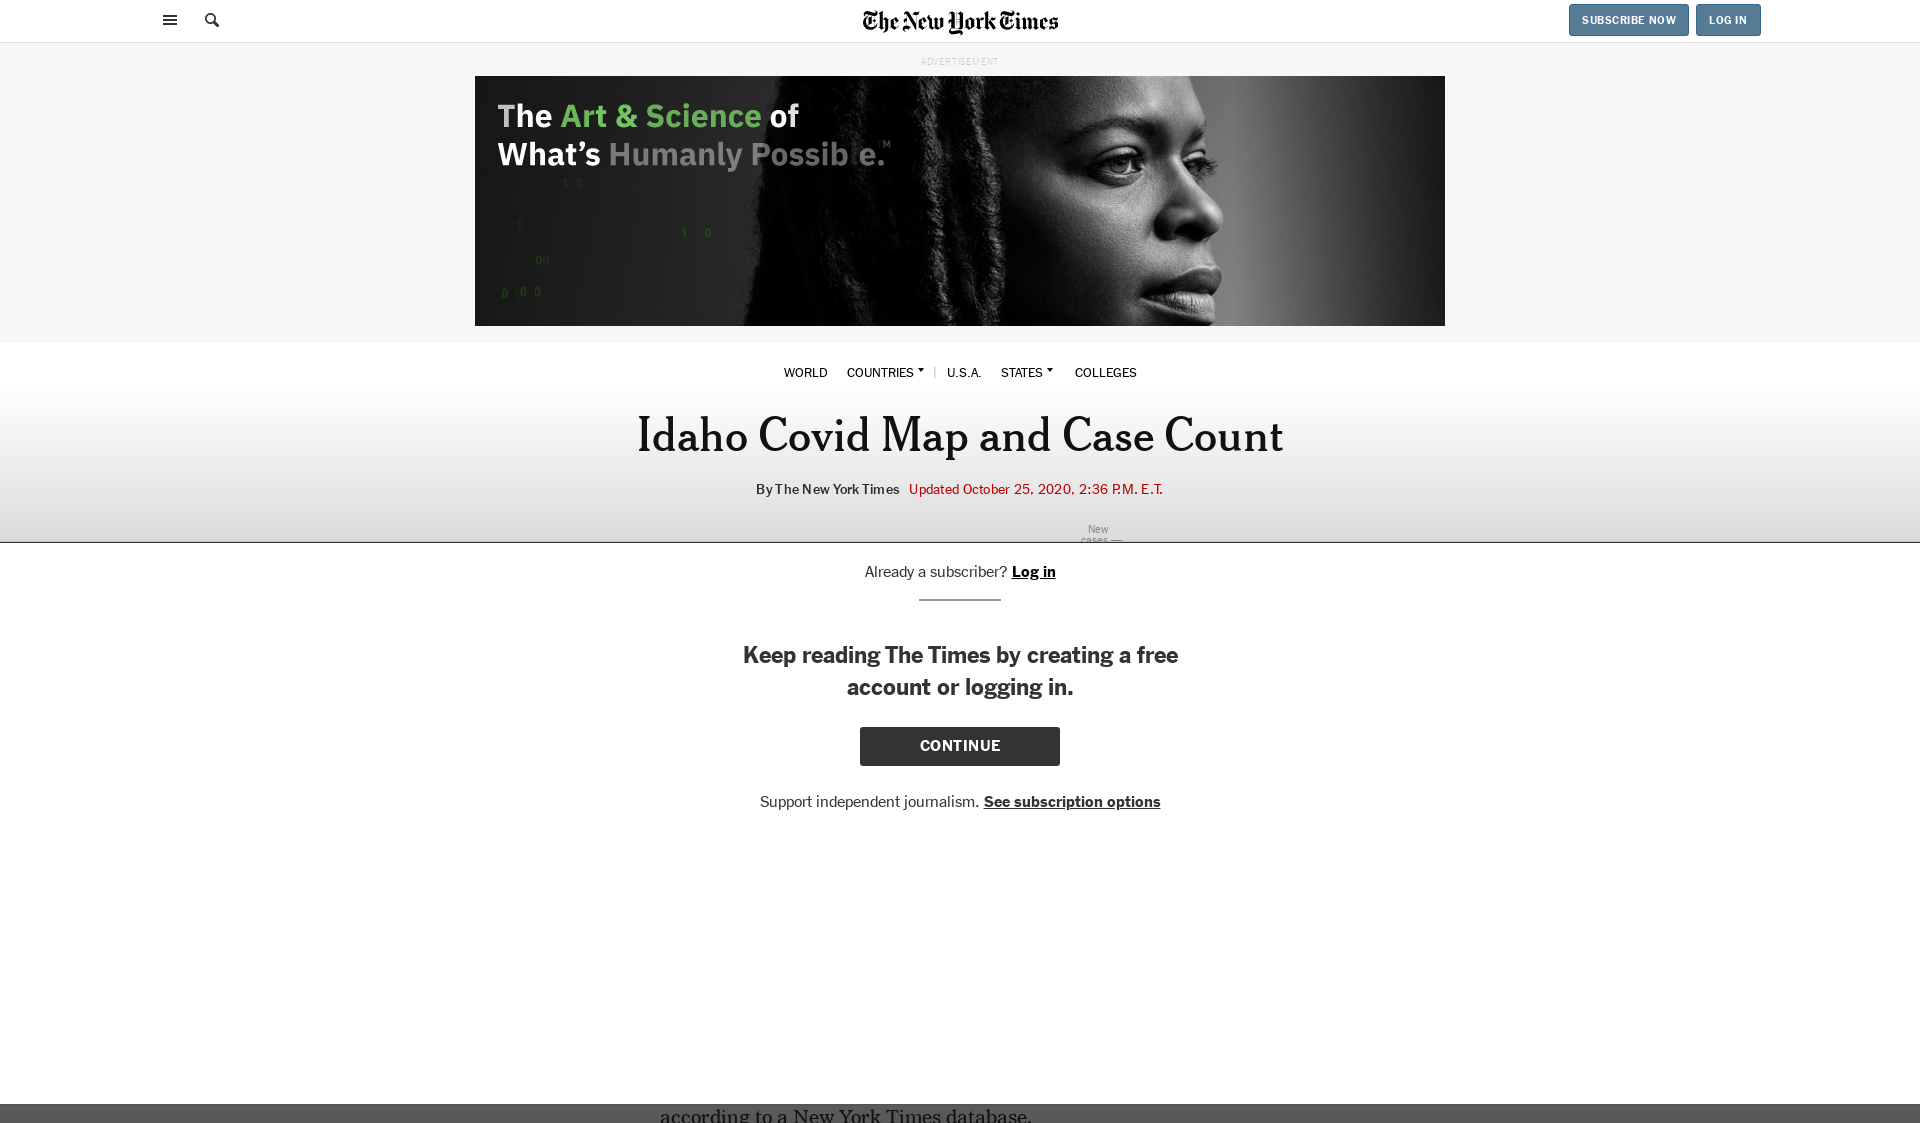 The New York Times
SUBSCRIBE NOW
LOG IN
ADVERTISEMENT
The Art & Science of
What's Humanly Possib e.™
1 0
0
1 0
00
0 0 0
WORLD COUNTRIES | U.S.A. STATES COLLEGES
Idaho Covid Map and Case Count
By The New York Times Updated October 25, 2020, 2:36 P.M. E.T.
New
cases —
Already a subscriber? Log in
Keep reading The Times by creating a free
account or logging in.
CONTINUE
Support independent journalism. See subscription options
according to a New York Times database.